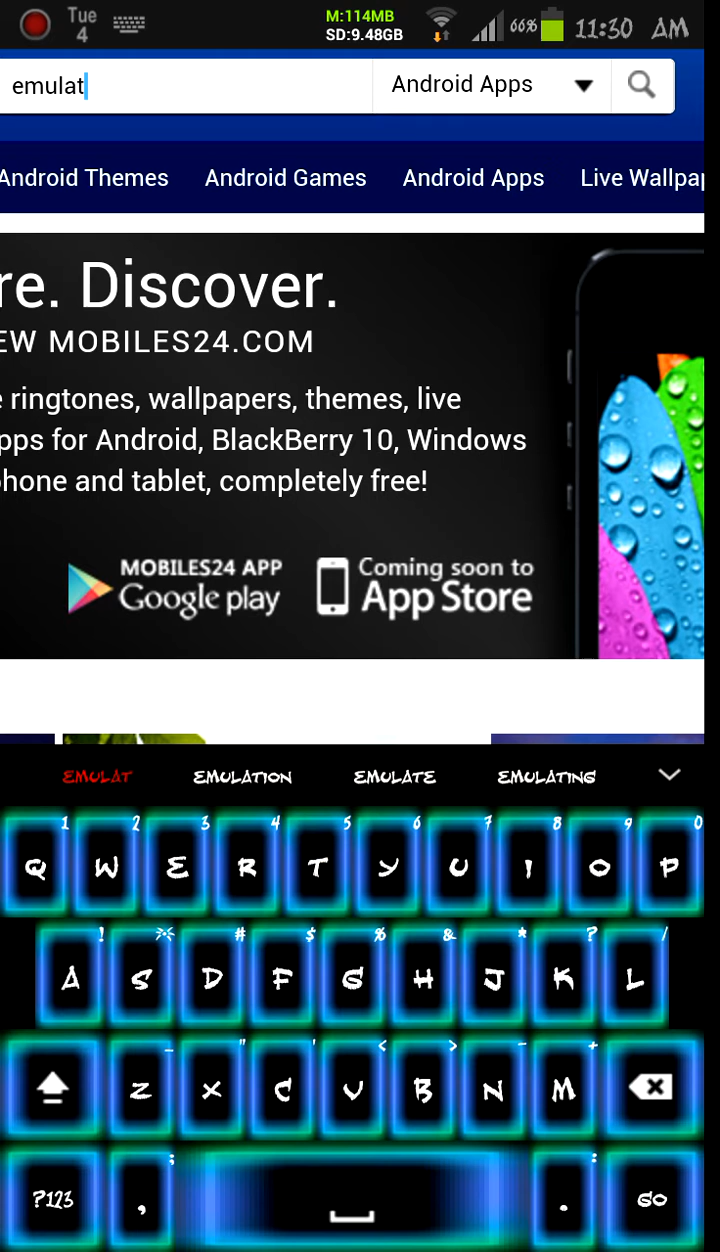 Tue
4
M:114MB
SD:9.48GB
66%
11:30 AM
emulat
Android Apps
Android Themes Android Games Android Apps Live Wallpap
re. Discover.
EW MOBILES24.COM
e ringtones, wallpapers, themes, live
pps for Android, BlackBerry 10, Windows
hone and tablet, completely free!
MOBILES24 APP
Google play
Coming soon to
App Store
EMULAT EMULATION EMULATE EMULATING
1 2 3 4 5 6 7 8 9 0
Q W E R T Y U I O P
! # $ % & * ? /
A S D F G H J K L
_ " ' < > - +
Z X C V B N M
; :
?123 , . GO